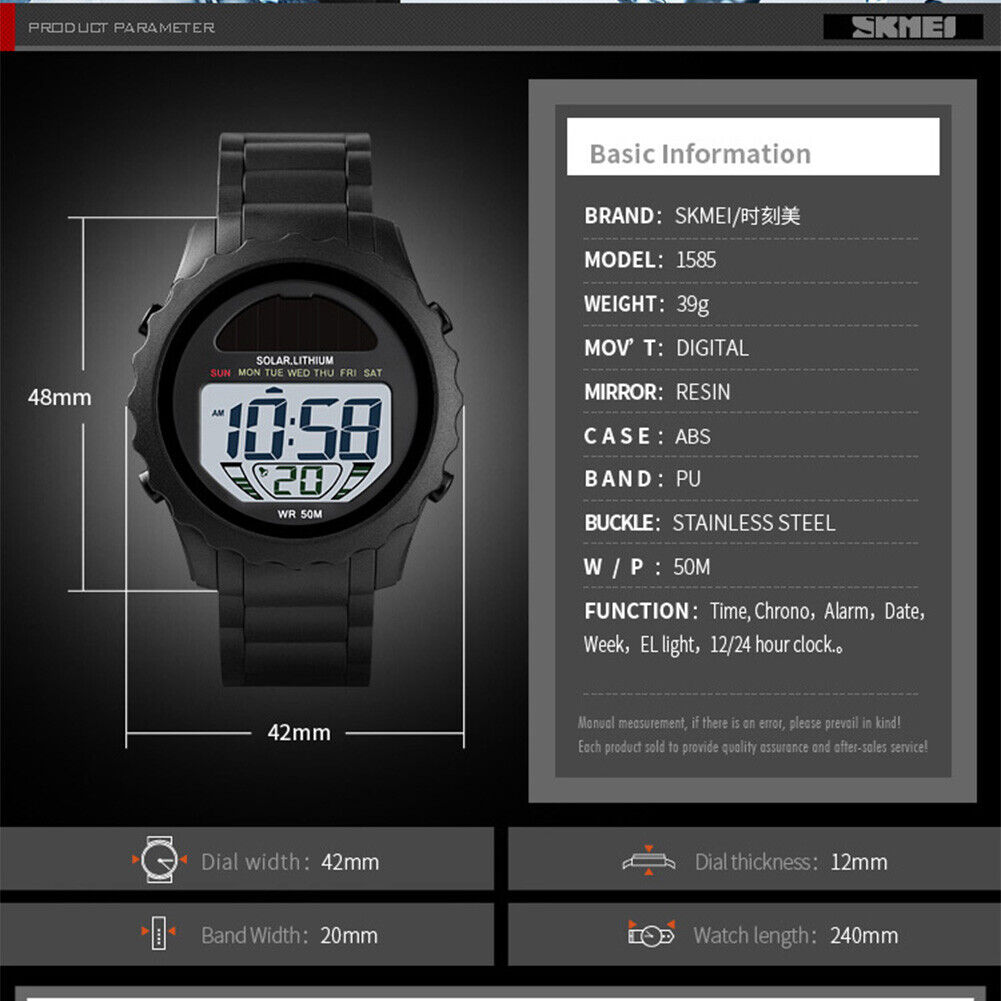 PRODUCT PARAMETER
SKMEI
Basic Information
BRAND: SKMEI/时刻美
MODEL: 1585
WEIGHT: 39g
MOV’ T: DIGITAL
MIRROR: RESIN
CASE: ABS
BAND: PU
BUCKLE: STAINLESS STEEL
W / P : 50M
FUNCTION: Time, Chrono, Alarm, Date,
Week, EL light, 12/24 hour clock.。
Manual measurement, if there is an error, please prevail in kind!
Each product sold to provide quality assurance and after-sales service!
SOLAR.LITHIUM
SUN MON TUE WED THU FRI SAT
AM 10:58
20
WR 50M
48mm
42mm
Dial width: 42mm
Dial thickness: 12mm
Band Width: 20mm
Watch length: 240mm